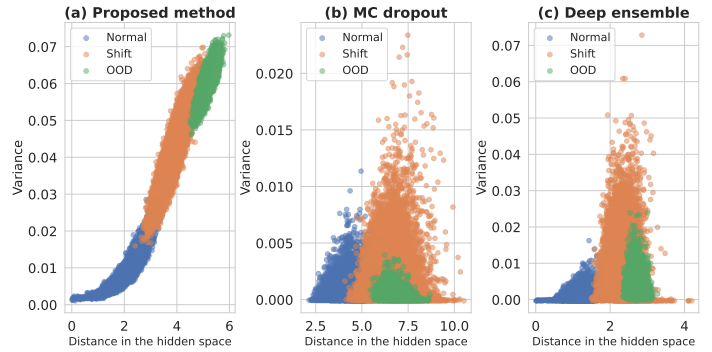 (a) Proposed method
Normal
Shift
OOD
Variance
0.07
0.06
0.05
0.04
0.03
0.02
0.01
0.00
0 2 4 6
Distance in the hidden space
(b) MC dropout
Normal
Shift
OOD
Variance
0.020
0.015
0.010
0.005
0.000
2.5 5.0 7.5 10.0
Distance in the hidden space
(c) Deep ensemble
Normal
Shift
OOD
Variance
0.07
0.06
0.05
0.04
0.03
0.02
0.01
0.00
0 2 4
Distance in the hidden space